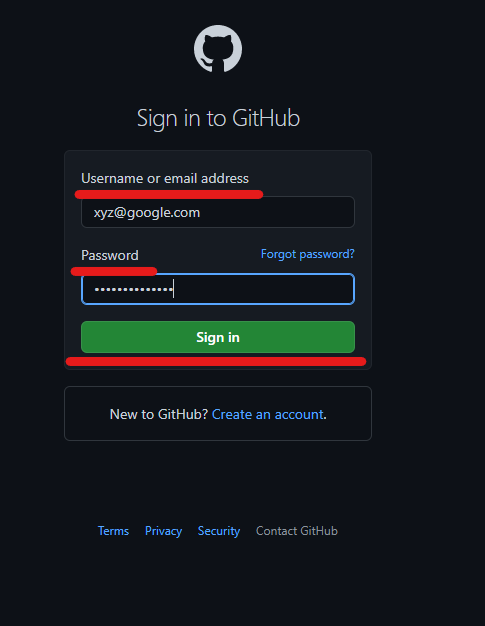 Sign in to GitHub
Username or email address
xyz@google.com
Password Forgot password?
••••••••••••••
Sign in
New to GitHub? Create an account.
Terms Privacy Security Contact GitHub